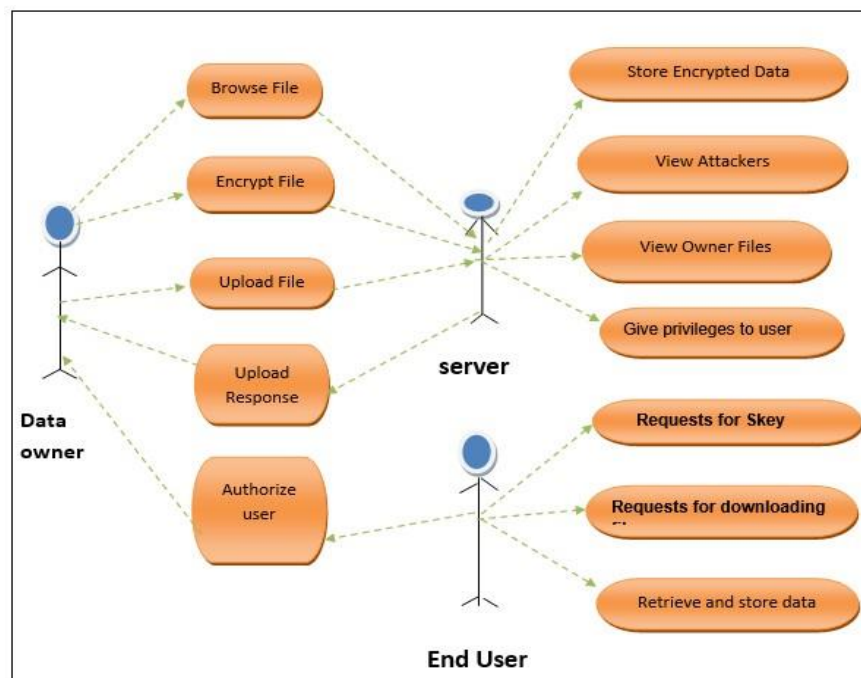 Browse File
Encrypt File
Upload File
Upload
Response
Authorize
user
Data
owner
Store Encrypted Data
View Attackers
View Owner Files
Give privileges to user
server
Requests for Skey
Requests for downloading
Retrieve and store data
End User